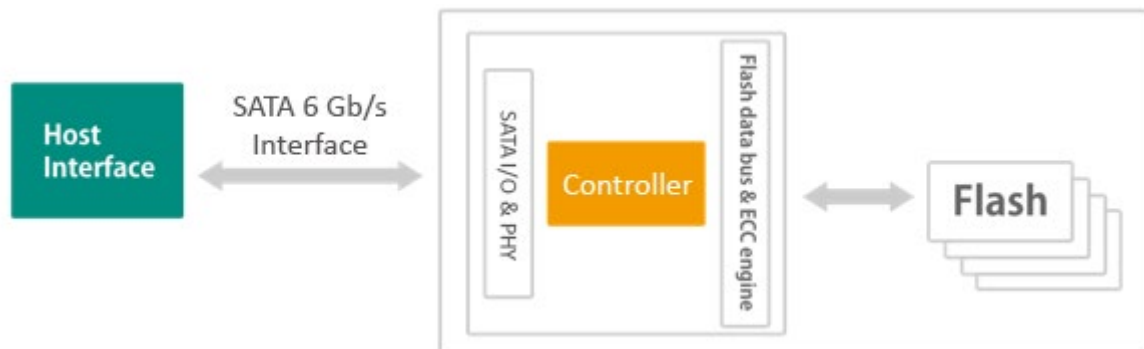 Host
Interface
SATA 6 Gb/s
Interface
SATA I/O & PHY
Controller
Flash data bus & ECC engine
Flash